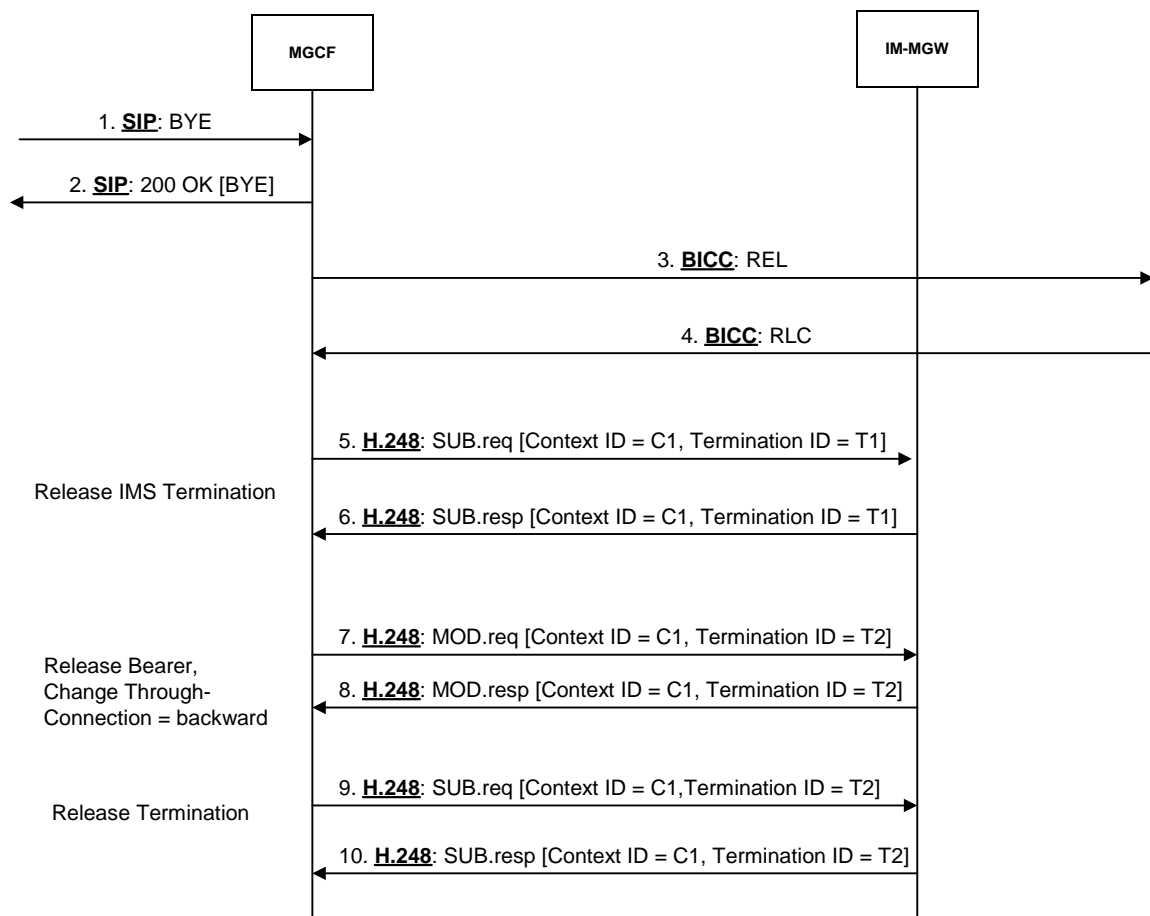 MGCF
IM-MGW
1. SIP: BYE
2. SIP: 200 OK [BYE]
3. BICC: REL
4. BICC: RLC
5. H.248: SUB.req [Context ID = C1, Termination ID = T1]
Release IMS Termination
6. H.248: SUB.resp [Context ID = C1, Termination ID = T1]
7. H.248: MOD.req [Context ID = C1, Termination ID = T2]
Release Bearer,
Change Through-
Connection = backward
8. H.248: MOD.resp [Context ID = C1, Termination ID = T2]
9. H.248: SUB.req [Context ID = C1,Termination ID = T2]
Release Termination
10. H.248: SUB.resp [Context ID = C1, Termination ID = T2]